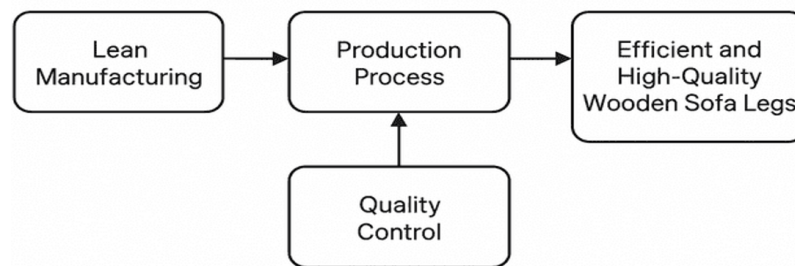 Lean
Manufacturing
Production
Process
Efficient and
High-Quality
Wooden Sofa Legs
Quality
Control